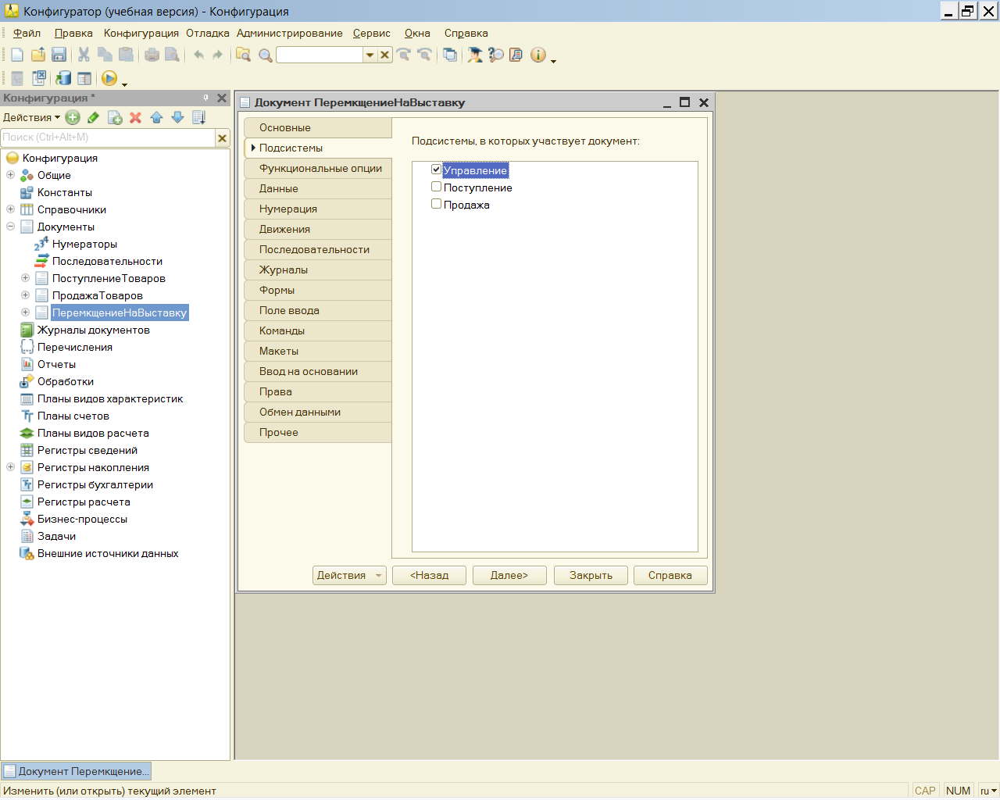 Конфигуратор (учебная версия) - Конфигурация
Файл Правка Конфигурация Отладка Администрирование Сервис Окна Справка
Конфигурация *
Действия
Поиск (Ctrl+Alt+M)
Конфигурация
Общие
Константы
Справочники
Документы
Нумераторы
Последовательности
ПоступлениеТоваров
ПродажаТоваров
ПеремкщениеНаВыставку
Журналы документов
Перечисления
Отчеты
Обработки
Планы видов характеристик
Планы счетов
Планы видов расчета
Регистры сведений
Регистры накопления
Регистры бухгалтерии
Регистры расчета
Бизнес-процессы
Задачи
Внешние источники данных
Документ ПеремкщениеНаВыставку
Основные
Подсистемы
Функциональные опции
Данные
Нумерация
Движения
Последовательности
Журналы
Формы
Поле ввода
Команды
Макеты
Ввод на основании
Права
Обмен данными
Прочее
Подсистемы, в которых участвует документ:
Управление
Поступление
Продажа
Действия <Назад Далее> Закрыть Справка
Документ Перемкщение...
Изменить (или открыть) текущий элемент
CAP NUM ru